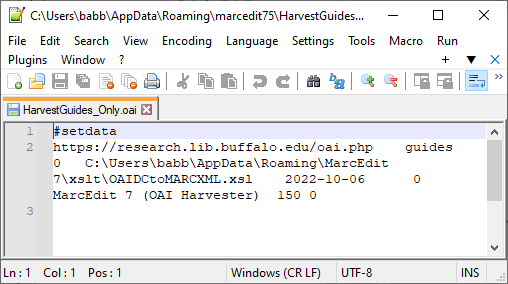 C:\Users\babb\AppData\Roaming\marcedit75\HarvestGuides...
File Edit Search View Encoding Language Settings Tools Macro Run
Plugins Window ? + ▼ ×
HarvestGuides_Only.oai
1 #setdata
2 https://research.lib.buffalo.edu/oai.php guides
0 C:\Users\babb\AppData\Roaming\MarcEdit
7\xslt\OAIDCtoMARCXML.xsl 2022-10-06 0
MarcEdit 7 (OAI Harvester) 150 0
3
Ln : 1 Col : 1 Pos : 1 Windows (CR LF) UTF-8 INS